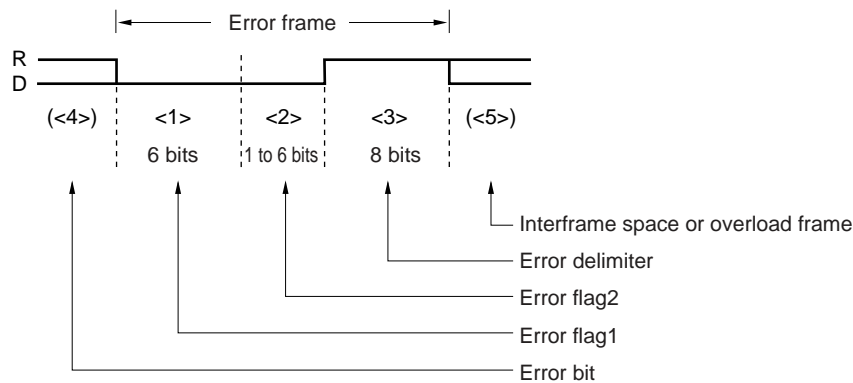 Error frame
R
D
(<4>) <1> <2> <3> (<5>)
6 bits 1 to 6 bits 8 bits
Interframe space or overload frame
Error delimiter
Error flag2
Error flag1
Error bit